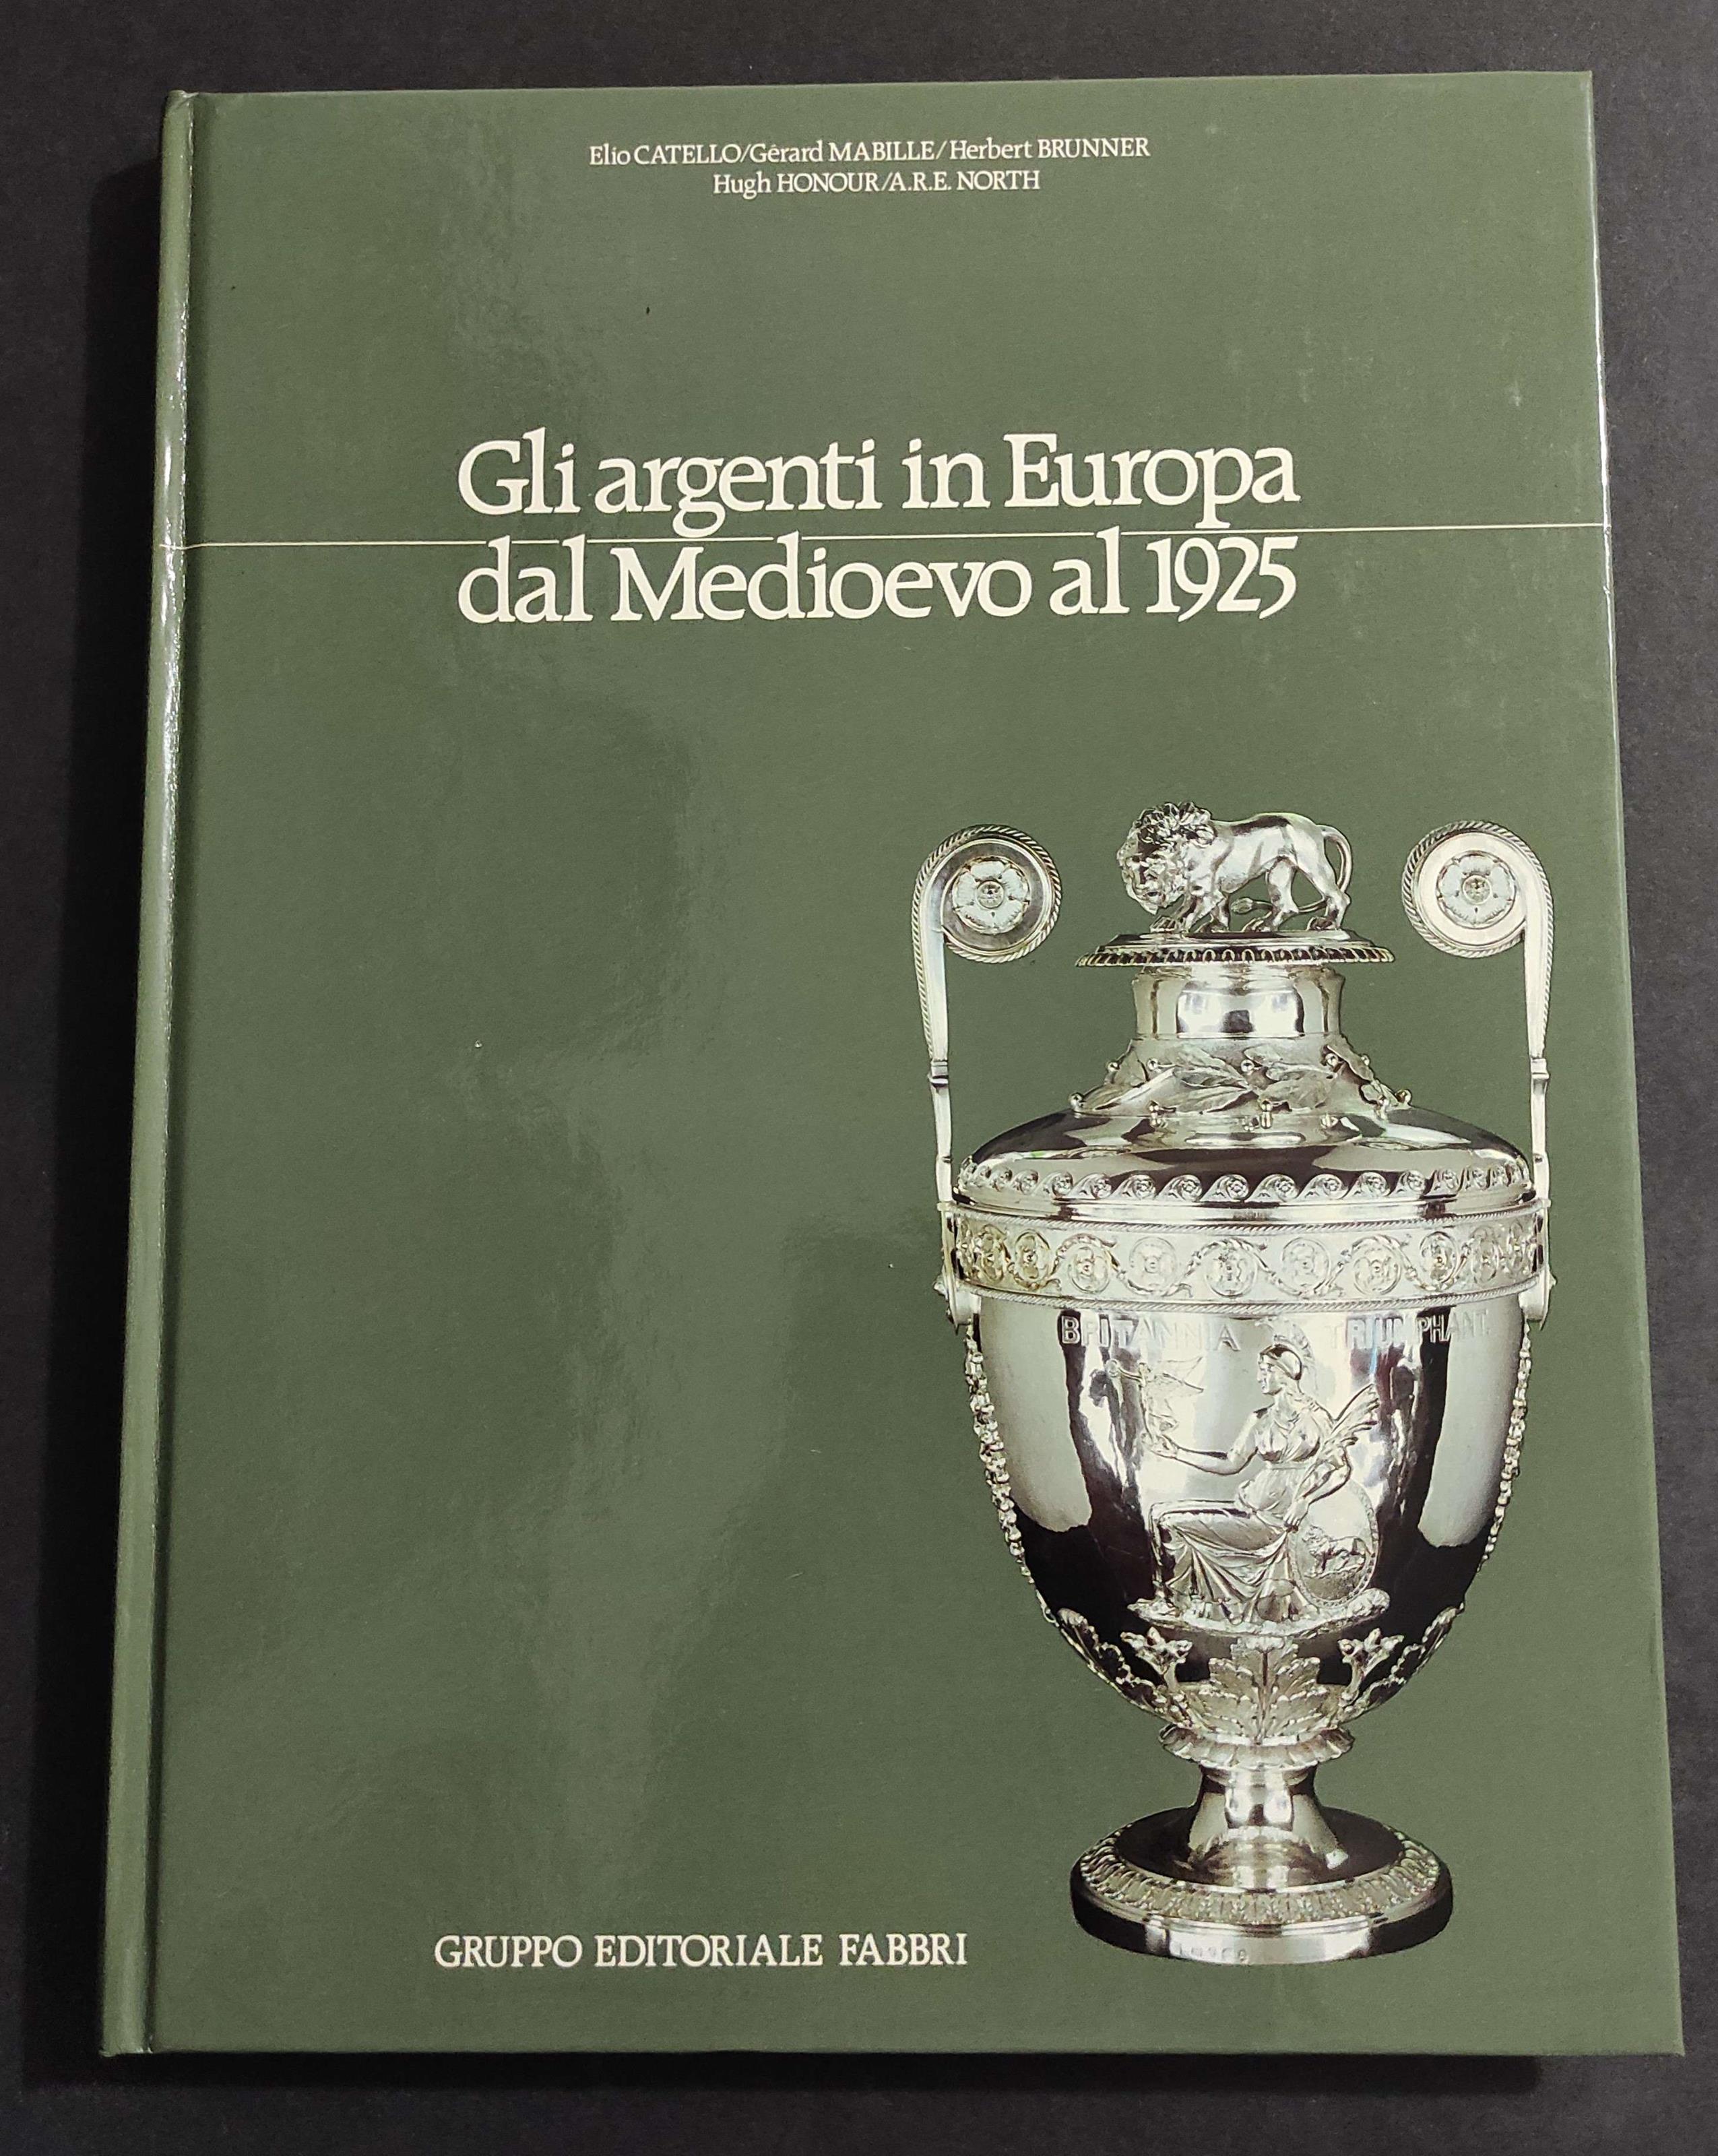 Elio CATELLO/Gérard MABILLE/Herbert BRUNNER
Hugh HONOUR/A.R.E. NORTH
Gli argenti in Europa
dal Medioevo al 1925
BRITANNIA TRIUMPHANT
GRUPPO EDITORIALE FABBRI